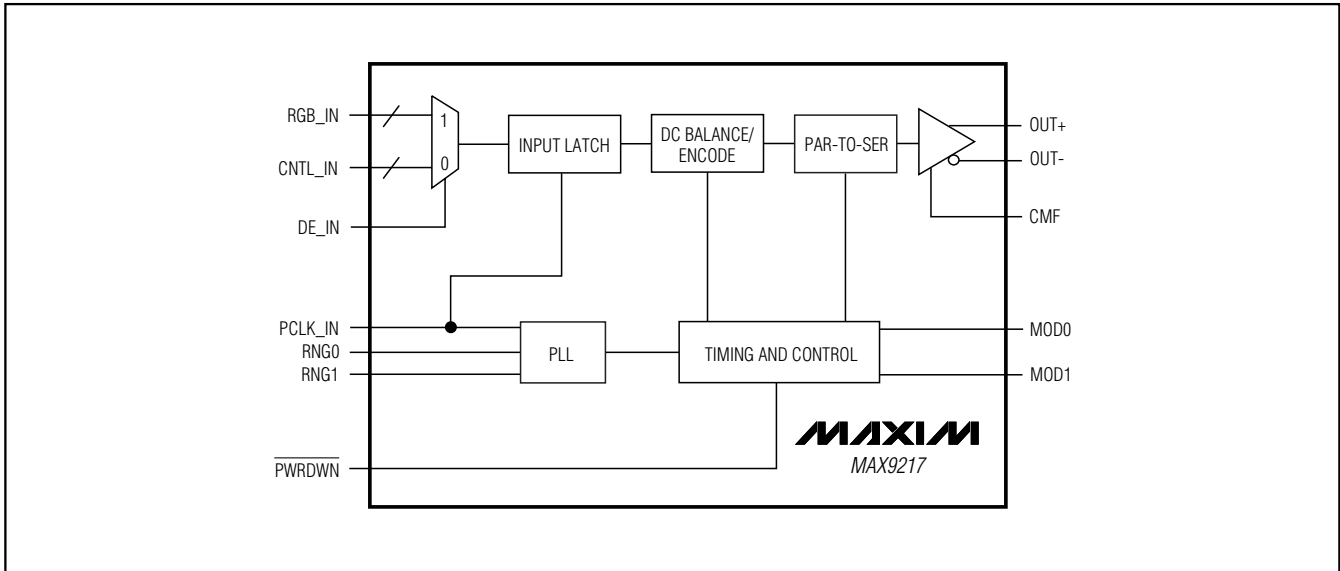 RGB_IN
1
OUT+
DC BALANCE/
ENCODE
INPUT LATCH
PAR-TO-SER
OUT-
CNTL_IN
0
CMF
DE_IN
PCLK_IN
MOD0
RNG0
PLL
TIMING AND CONTROL
RNG1
MOD1
MAXIM
MAX9217
PWRDWN